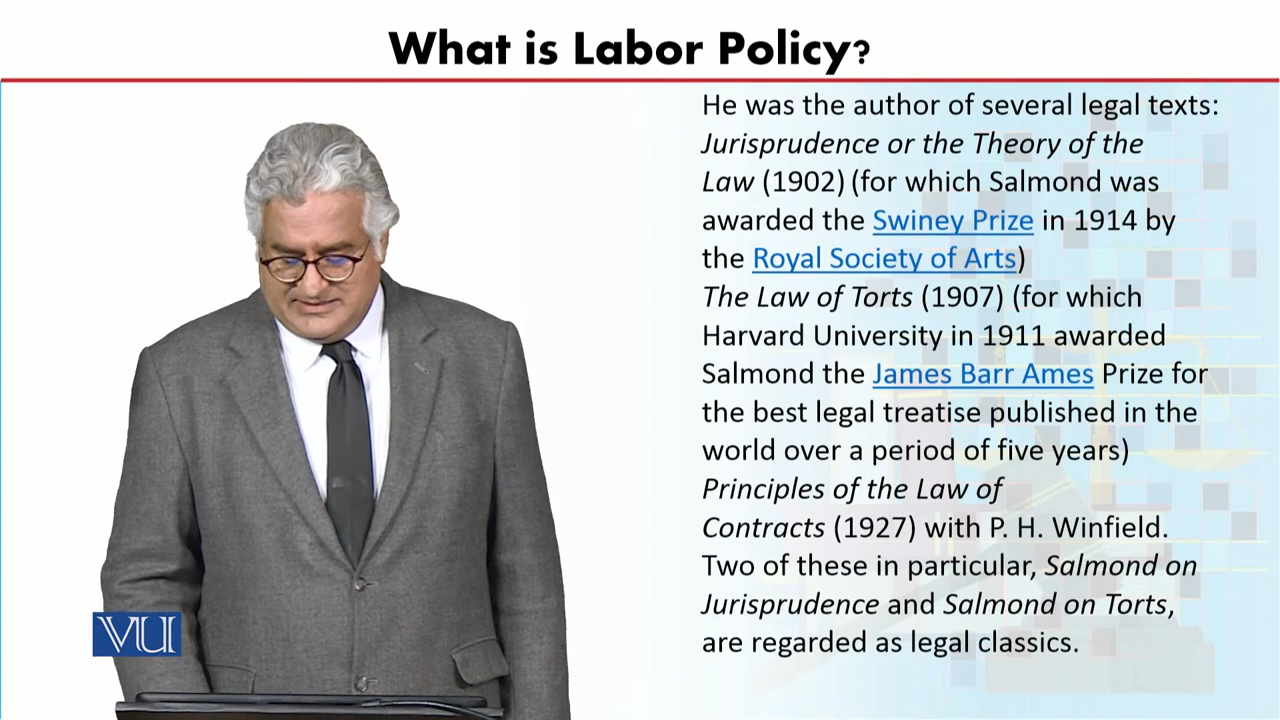 What is Labor Policy?
He was the author of several legal texts:
Jurisprudence or the Theory of the
Law (1902) (for which Salmond was
awarded the Swiney Prize in 1914 by
the Royal Society of Arts)
The Law of Torts (1907) (for which
Harvard University in 1911 awarded
Salmond the James Barr Ames Prize for
the best legal treatise published in the
world over a period of five years)
Principles of the Law of
Contracts (1927) with P. H. Winfield.
Two of these in particular, Salmond on
Jurisprudence and Salmond on Torts,
are regarded as legal classics.
VU